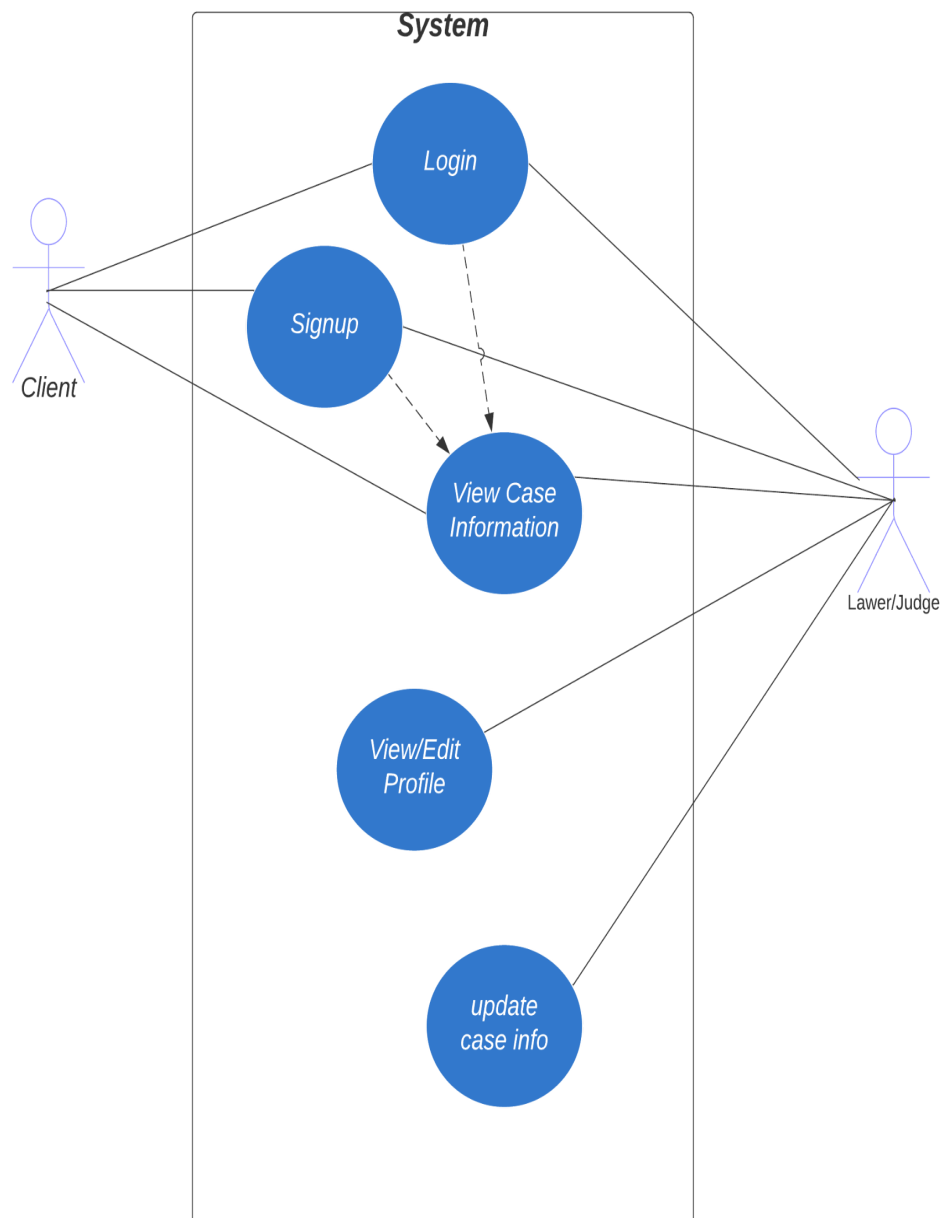 System
Login
Signup
Client
View Case
Information
Lawer/Judge
View/Edit
Profile
update
case info